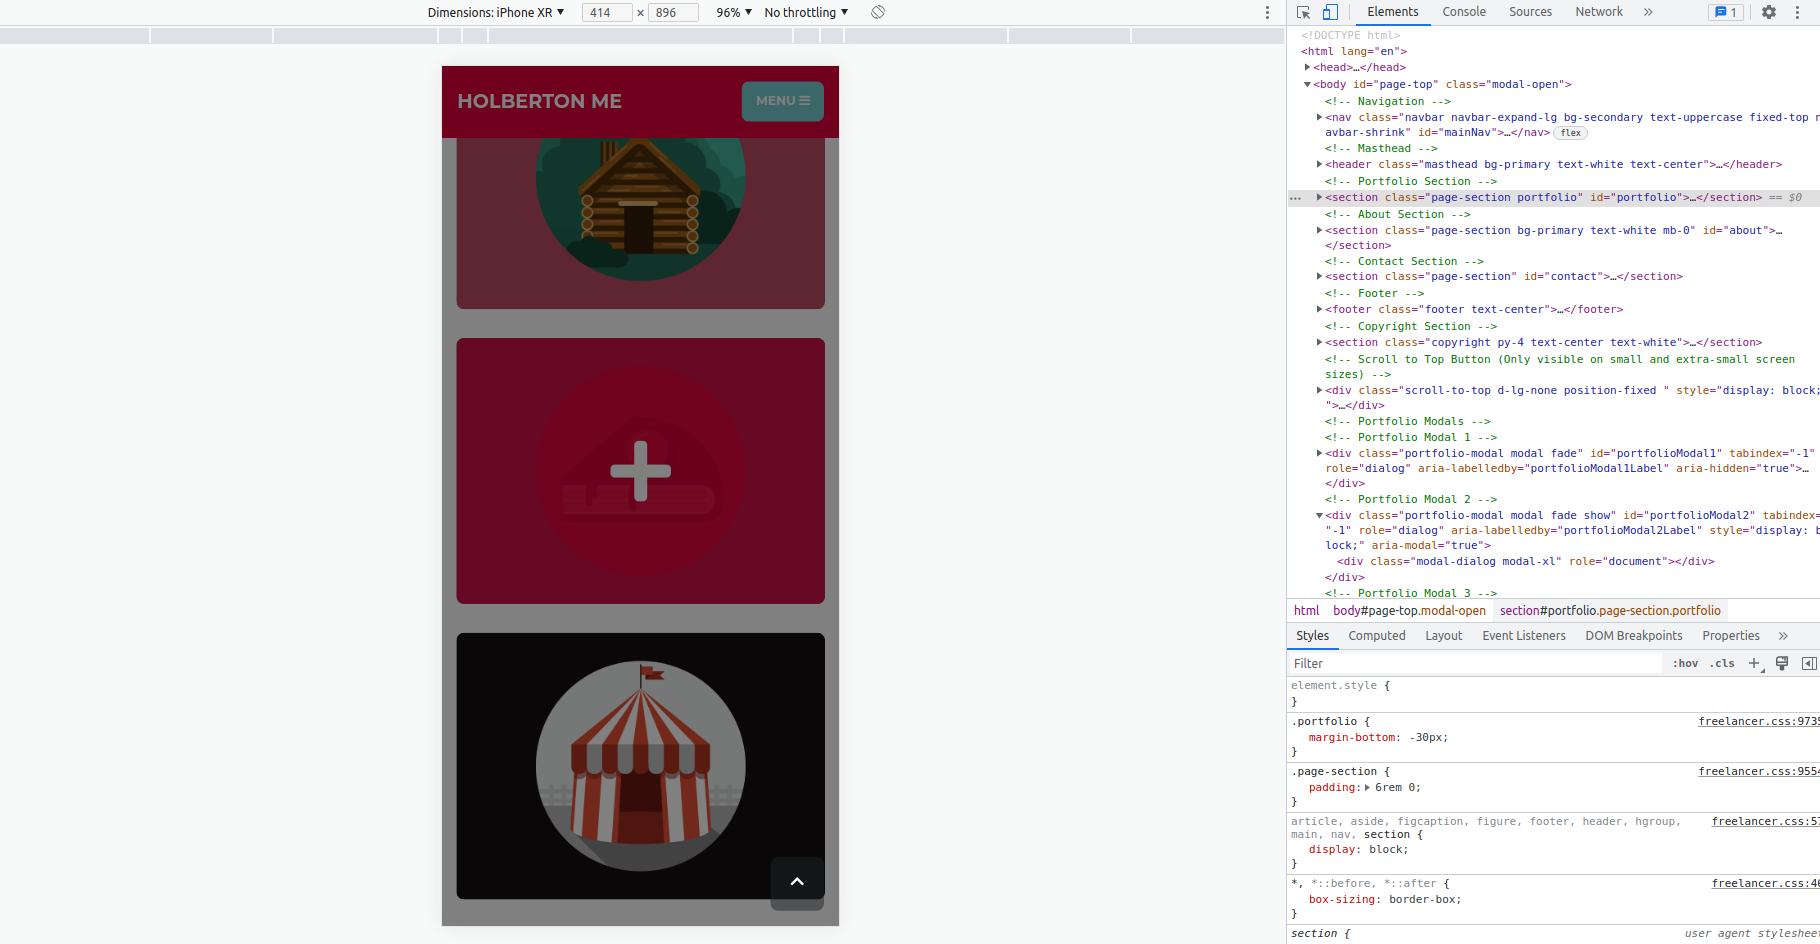 Dimensions: iPhone XR ▼ 414 × 896 96% ▼ No throttling ▼
Elements Console Sources Network » 1
HOLBERTON ME
MENU
<!DOCTYPE html>
<html lang="en">
<head>…</head>
<body id="page-top" class="modal-open">
<!-- Navigation -->
<nav class="navbar navbar-expand-lg bg-secondary text-uppercase fixed-top n
avbar-shrink" id="mainNav">…</nav> flex
<!-- Masthead -->
<header class="masthead bg-primary text-white text-center">…</header>
<!-- Portfolio Section -->
<section class="page-section portfolio" id="portfolio">…</section> == $0
<!-- About Section -->
<section class="page-section bg-primary text-white mb-0" id="about">…
</section>
<!-- Contact Section -->
<section class="page-section" id="contact">…</section>
<!-- Footer -->
<footer class="footer text-center">…</footer>
<!-- Copyright Section -->
<section class="copyright py-4 text-center text-white">…</section>
<!-- Scroll to Top Button (Only visible on small and extra-small screen
sizes) -->
<div class="scroll-to-top d-lg-none position-fixed " style="display: block;
">…</div>
<!-- Portfolio Modals -->
<!-- Portfolio Modal 1 -->
<div class="portfolio-modal modal fade" id="portfolioModal1" tabindex="-1"
role="dialog" aria-labelledby="portfolioModal1Label" aria-hidden="true">…
</div>
<!-- Portfolio Modal 2 -->
<div class="portfolio-modal modal fade show" id="portfolioModal2" tabindex=
"-1" role="dialog" aria-labelledby="portfolioModal2Label" style="display: b
lock;" aria-modal="true">
<div class="modal-dialog modal-xl" role="document"></div>
</div>
<!-- Portfolio Modal 3 -->
html body#page-top.modal-open section#portfolio.page-section.portfolio
Styles Computed Layout Event Listeners DOM Breakpoints Properties »
Filter :hov .cls +
element.style {
}
.portfolio { freelancer.css:9735
margin-bottom: -30px;
}
.page-section { freelancer.css:9554
padding: 6rem 0;
}
article, aside, figcaption, figure, footer, header, hgroup, freelancer.css:57
main, nav, section {
display: block;
}
*, *::before, *::after { freelancer.css:46
box-sizing: border-box;
}
section { user agent stylesheet